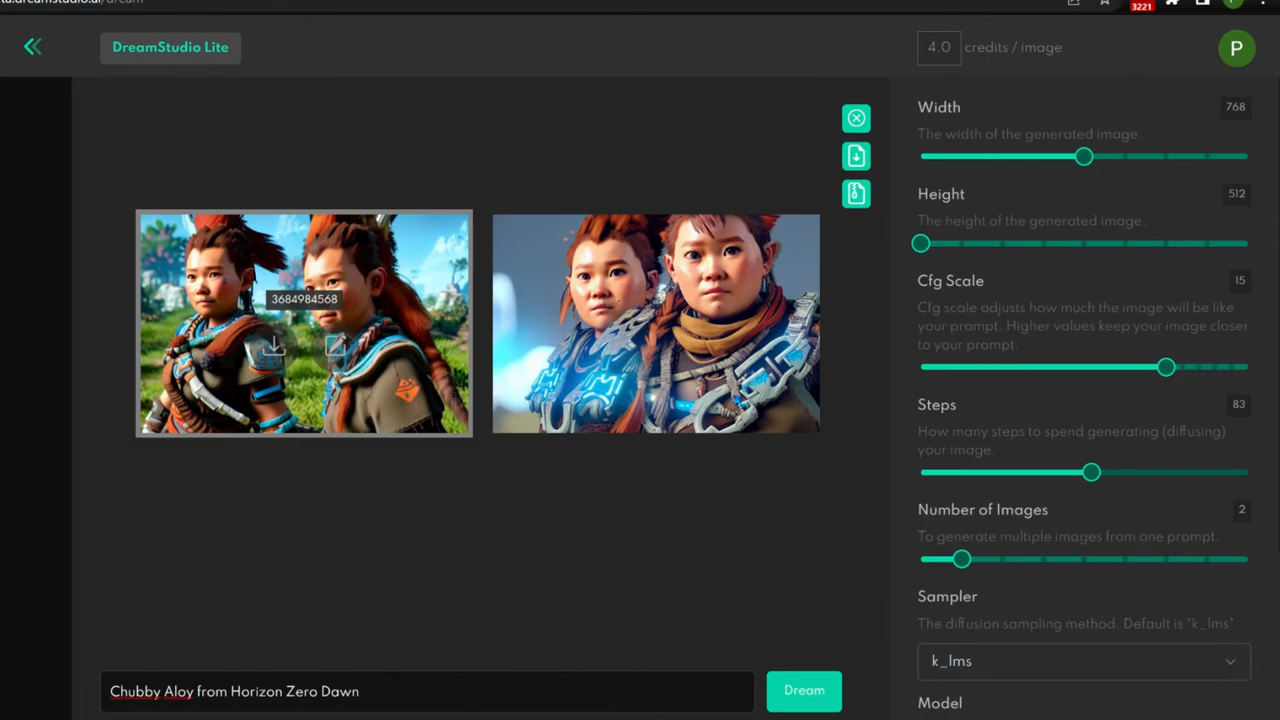 3221
DreamStudio Lite
4.0 credits / image
P
Width 768
The width of the generated image.
Height 512
The height of the generated image.
Cfg Scale 15
Cfg scale adjusts how much the image will be like
your prompt. Higher values keep your image closer
to your prompt.
3684984568
Steps 83
How many steps to spend generating (diffusing)
your image.
Number of Images 2
To generate multiple images from one prompt.
Sampler
The diffusion sampling method. Default is "k_lms".
k_lms
Model
Chubby Aloy from Horizon Zero Dawn
Dream